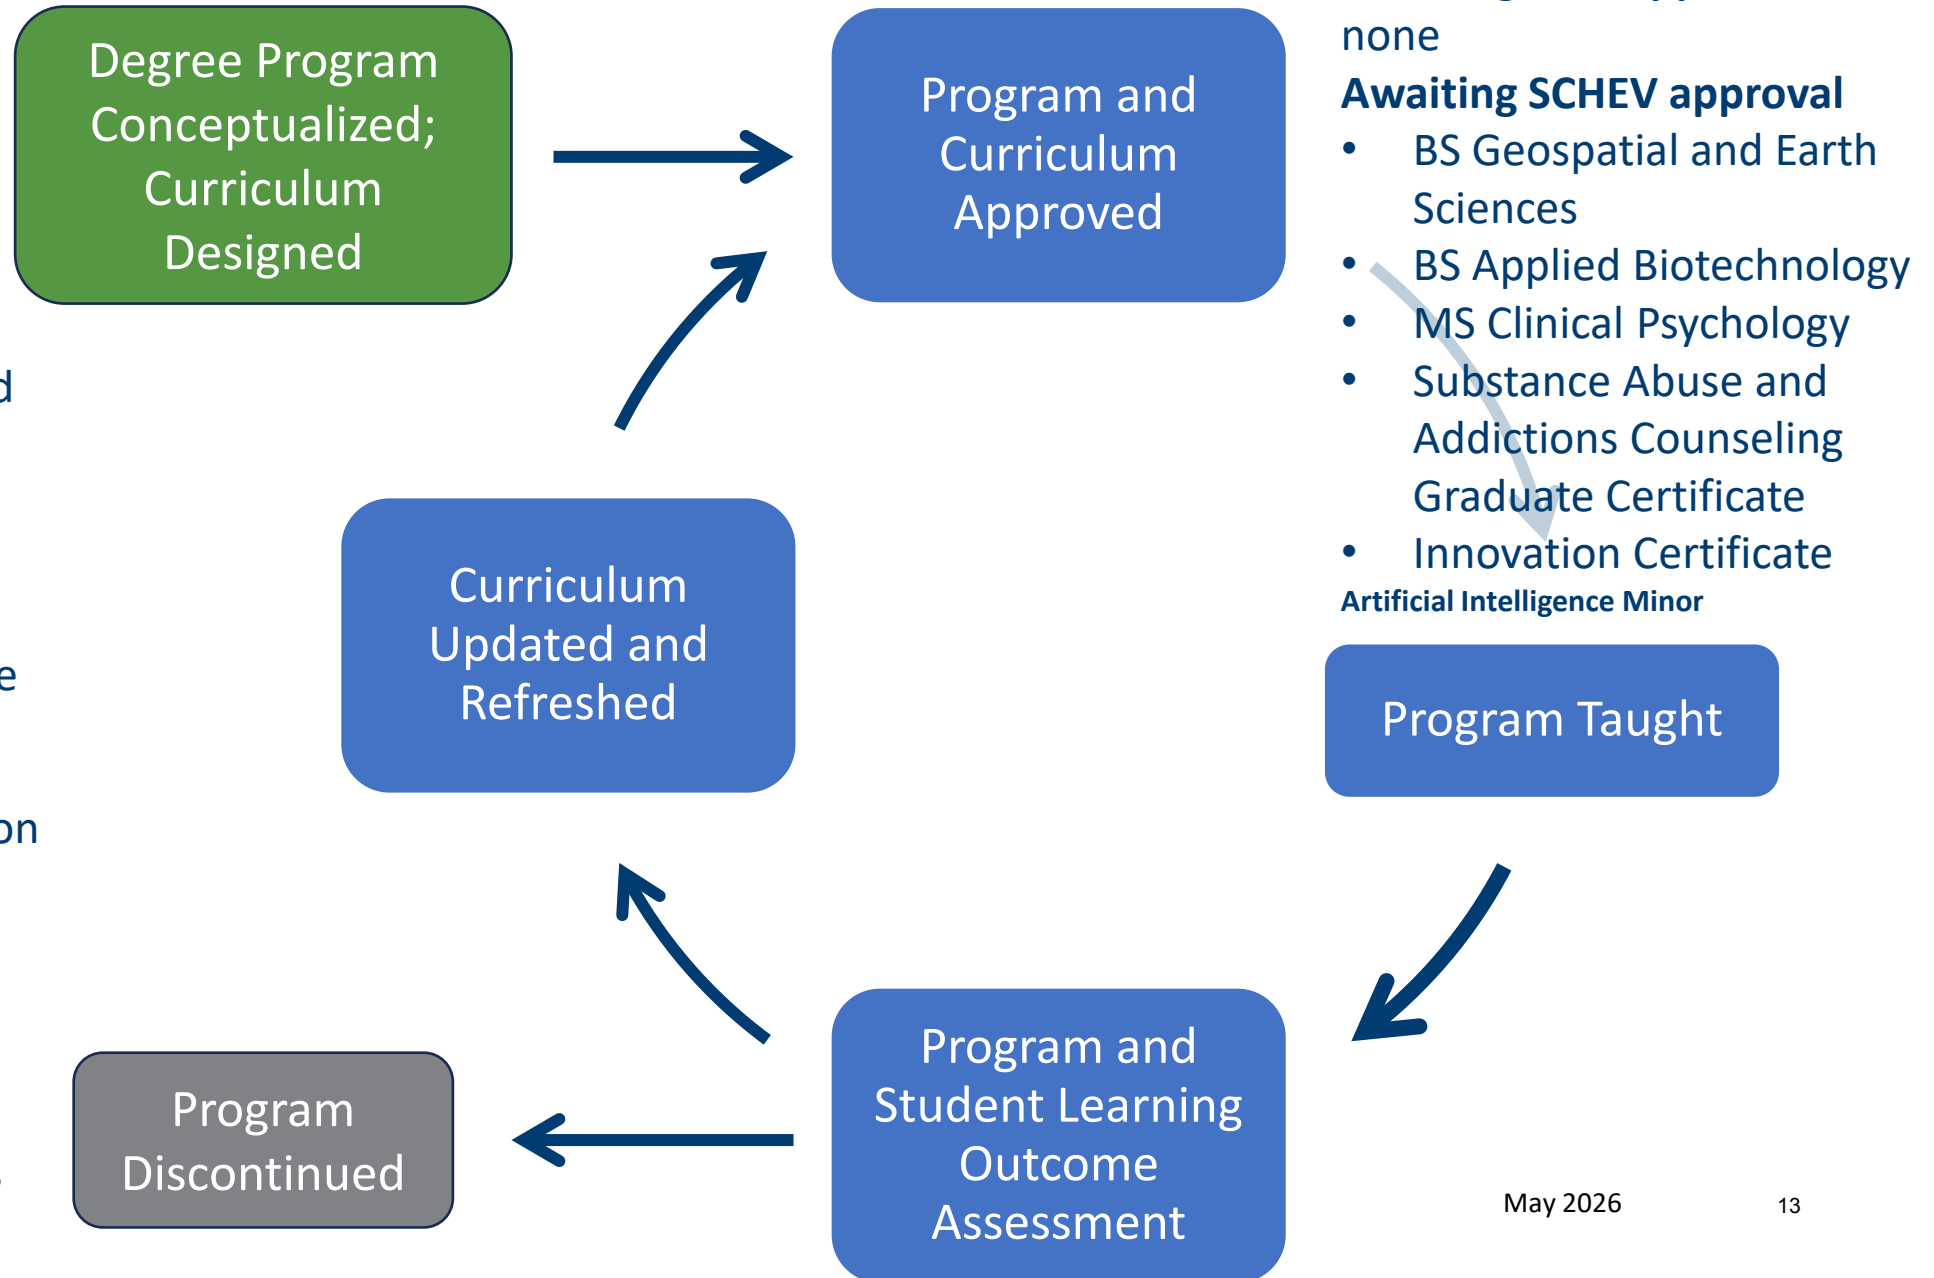 Degree Program
Conceptualized;
Curriculum
Designed
Program and
Curriculum
Approved
none
Awaiting SCHEV approval
• BS Geospatial and Earth
Sciences
• BS Applied Biotechnology
• MS Clinical Psychology
• Substance Abuse and
Addictions Counseling
Graduate Certificate
• Innovation Certificate
Artificial Intelligence Minor
Curriculum
Updated and
Refreshed
Program Taught
Program
Discontinued
Program and
Student Learning
Outcome
Assessment
May 2026
13